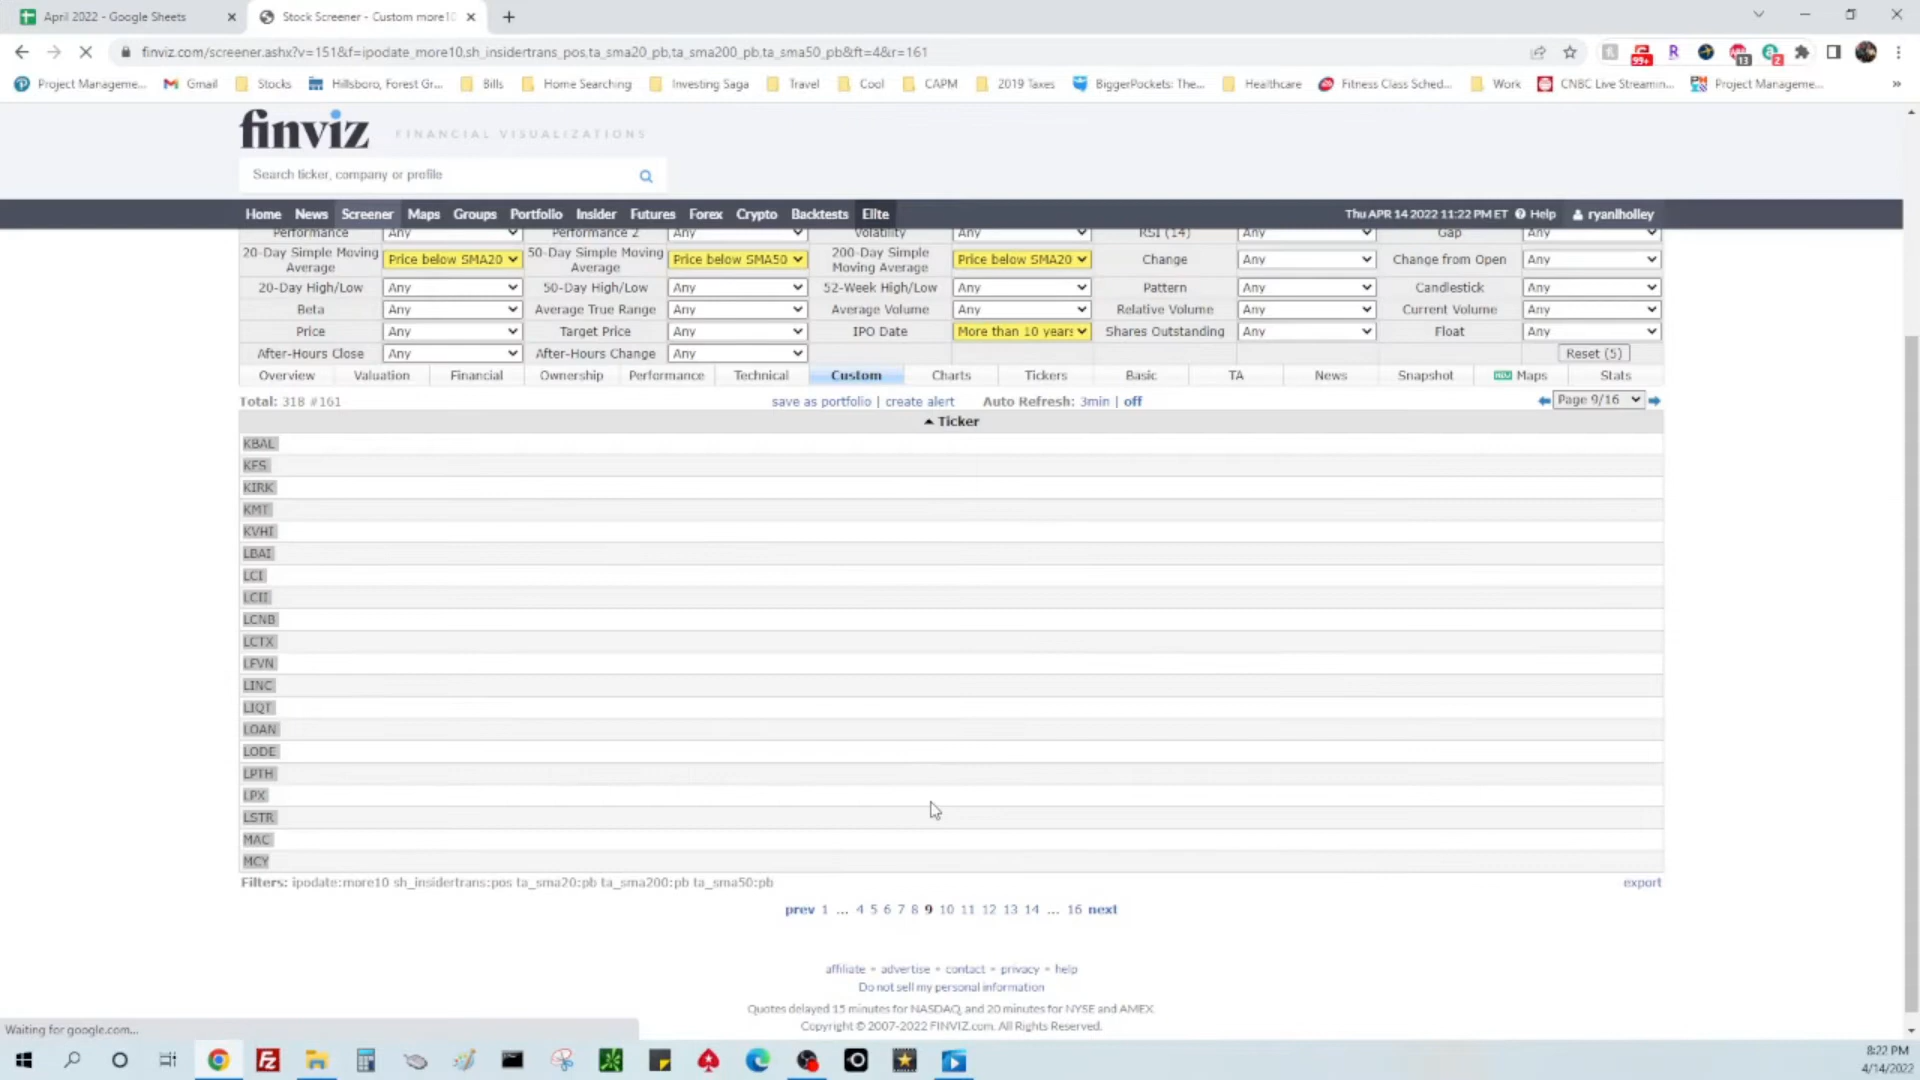 April 2022 - Google Sheets
Stock Screener - Custom more10
finviz.com/screener.ashx?v=151&f=ipodate_more10,sh_insidertrans_pos,ta_sma20_pb,ta_sma200_pb,ta_sma50_pb&ft=4&r=161
99+ R 13 2
Project Manageme... Gmail Stocks Hillsboro, Forest Gr... Bills Home Searching Investing Saga Travel Cool CAPM 2019 Taxes BiggerPockets: The... Healthcare Fitness Class Sched... Work CNBC Live Streamin... Project Manageme... »
finviz FINANCIAL VISUALIZATIONS
Search ticker, company or profile
Home News Screener Maps Groups Portfolio Insider Futures Forex Crypto Backtests Elite Thu APR 14 2022 11:22 PM ET Help ryanlholley
Performance Any Performance 2 Any Volatility Any RSI (14) Any Gap Any
20-Day Simple Moving Average Price below SMA20 50-Day Simple Moving Average Price below SMA50 200-Day Simple Moving Average Price below SMA20 Change Any Change from Open Any
20-Day High/Low Any 50-Day High/Low Any 52-Week High/Low Any Pattern Any Candlestick Any
Beta Any Average True Range Any Average Volume Any Relative Volume Any Current Volume Any
Price Any Target Price Any IPO Date More than 10 years Shares Outstanding Any Float Any
After-Hours Close Any After-Hours Change Any Reset (5)
Overview Valuation Financial Ownership Performance Technical Custom Charts Tickers Basic TA News Snapshot Maps Stats
Total: 318 #161 save as portfolio | create alert Auto Refresh: 3min | off Page 9/16
Ticker
KBAL
KFS
KIRK
KMT
KVHI
LBAI
LCI
LCII
LCNB
LCTX
LFVN
LINC
LIQT
LOAN
LODE
LPTH
LPX
LSTR
MAC
MCY
Filters: ipodate:more10 sh_insidertrans:pos ta_sma20:pb ta_sma200:pb ta_sma50:pb export
prev 1 ... 4 5 6 7 8 9 10 11 12 13 14 ... 16 next
affiliate • advertise • contact • privacy • help
Do not sell my personal information
Quotes delayed 15 minutes for NASDAQ, and 20 minutes for NYSE and AMEX.
Copyright © 2007-2022 FINVIZ.com. All Rights Reserved.
Waiting for google.com...
8:22 PM
4/14/2022